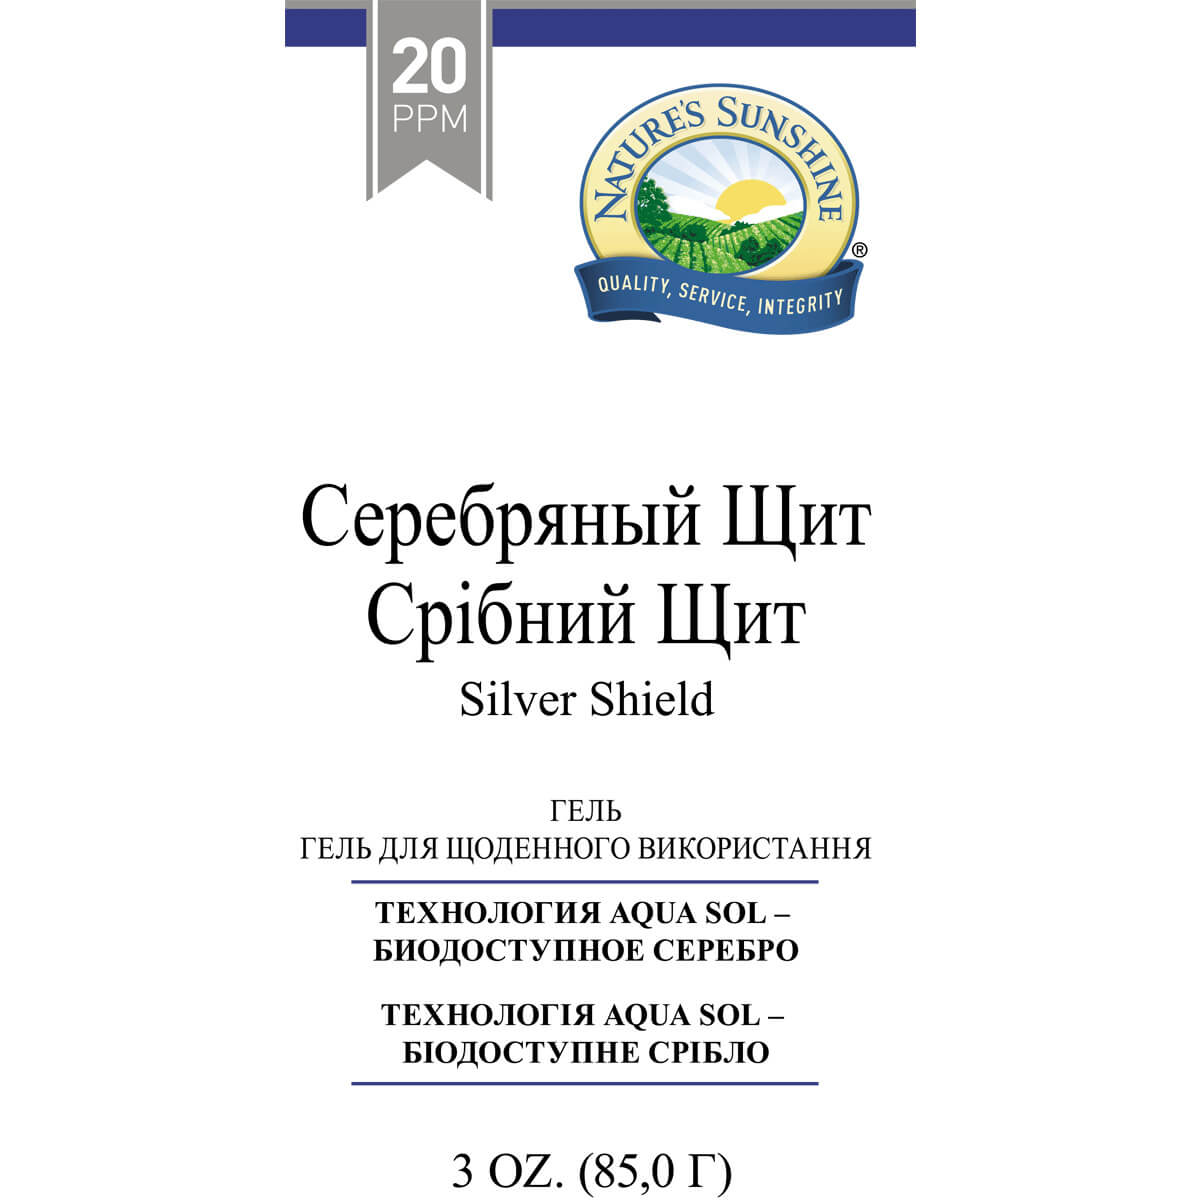 20
PPM
NATURE'S SUNSHINE
®
QUALITY, SERVICE, INTEGRITY
Серебряный Щит
Срібний Щит
Silver Shield
ГЕЛЬ
ГЕЛЬ ДЛЯ ЩОДЕННОГО ВИКОРИСТАННЯ
ТЕХНОЛОГИЯ AQUA SOL –
БИОДОСТУПНОЕ СЕРЕБРО
ТЕХНОЛОГІЯ AQUA SOL –
БІОДОСТУПНЕ СРІБЛО
3 OZ. (85,0 Г)